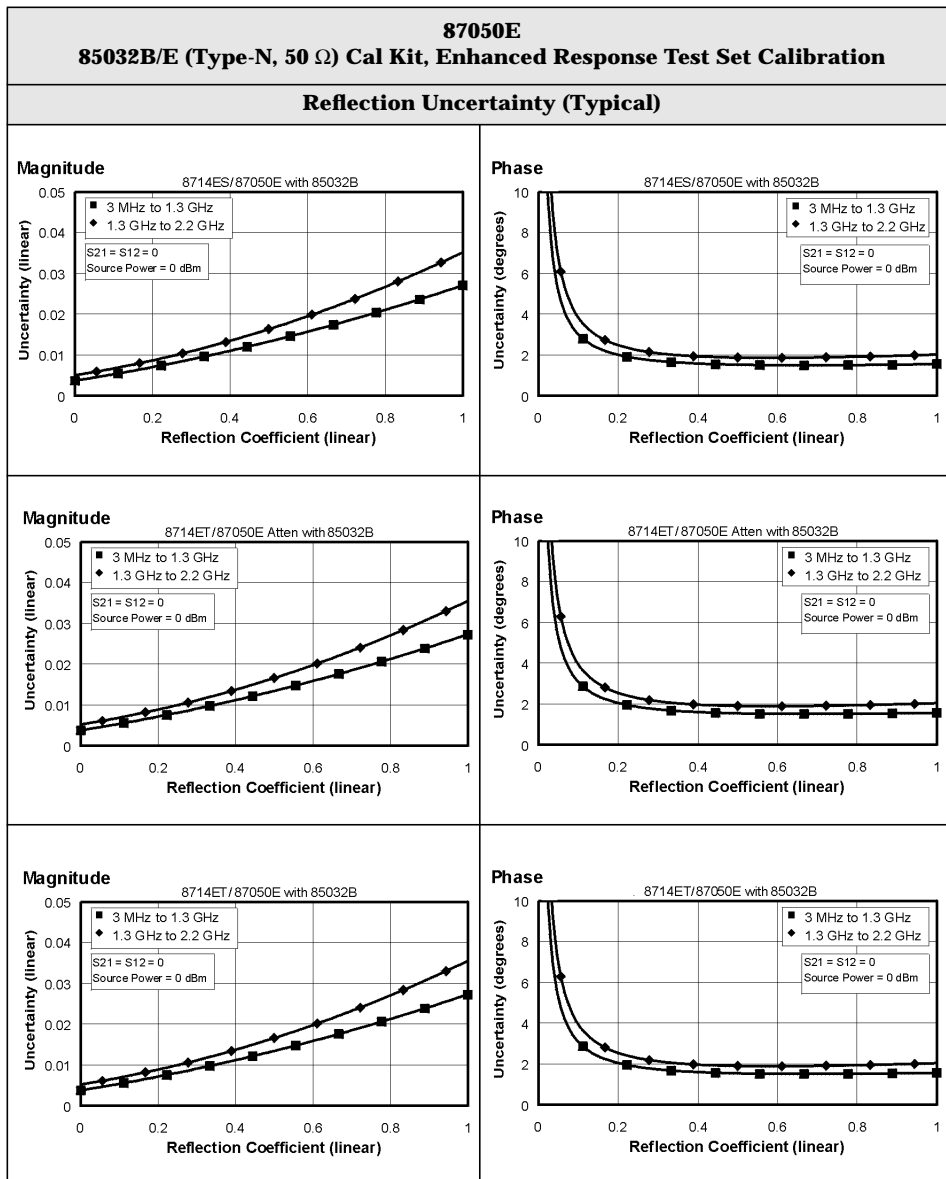 87050E
85032B/E (Type-N, 50 Ω) Cal Kit, Enhanced Response Test Set Calibration
Reflection Uncertainty (Typical)
Magnitude
8714ES/87050E with 85032B
Uncertainty (linear)
0.05
0.04
0.03
0.02
0.01
0
3 MHz to 1.3 GHz
1.3 GHz to 2.2 GHz
S21 = S12 = 0
Source Power = 0 dBm
0 0.2 0.4 0.6 0.8 1
Reflection Coefficient (linear)
Phase
8714ES/87050E with 85032B
Uncertainty (degrees)
10
8
6
4
2
0
3 MHz to 1.3 GHz
1.3 GHz to 2.2 GHz
S21 = S12 = 0
Source Power = 0 dBm
0 0.2 0.4 0.6 0.8 1
Reflection Coefficient (linear)
Magnitude
8714ET/87050E Atten with 85032B
Uncertainty (linear)
0.05
0.04
0.03
0.02
0.01
0
3 MHz to 1.3 GHz
1.3 GHz to 2.2 GHz
S21 = S12 = 0
Source Power = 0 dBm
0 0.2 0.4 0.6 0.8 1
Reflection Coefficient (linear)
Phase
8714ET/87050E Atten with 85032B
Uncertainty (degrees)
10
8
6
4
2
0
3 MHz to 1.3 GHz
1.3 GHz to 2.2 GHz
S21 = S12 = 0
Source Power = 0 dBm
0 0.2 0.4 0.6 0.8 1
Reflection Coefficient (linear)
Magnitude
8714ET/87050E with 85032B
Uncertainty (linear)
0.05
0.04
0.03
0.02
0.01
0
3 MHz to 1.3 GHz
1.3 GHz to 2.2 GHz
S21 = S12 = 0
Source Power = 0 dBm
0 0.2 0.4 0.6 0.8 1
Reflection Coefficient (linear)
Phase
8714ET/87050E with 85032B
Uncertainty (degrees)
10
8
6
4
2
0
3 MHz to 1.3 GHz
1.3 GHz to 2.2 GHz
S21 = S12 = 0
Source Power = 0 dBm
0 0.2 0.4 0.6 0.8 1
Reflection Coefficient (linear)